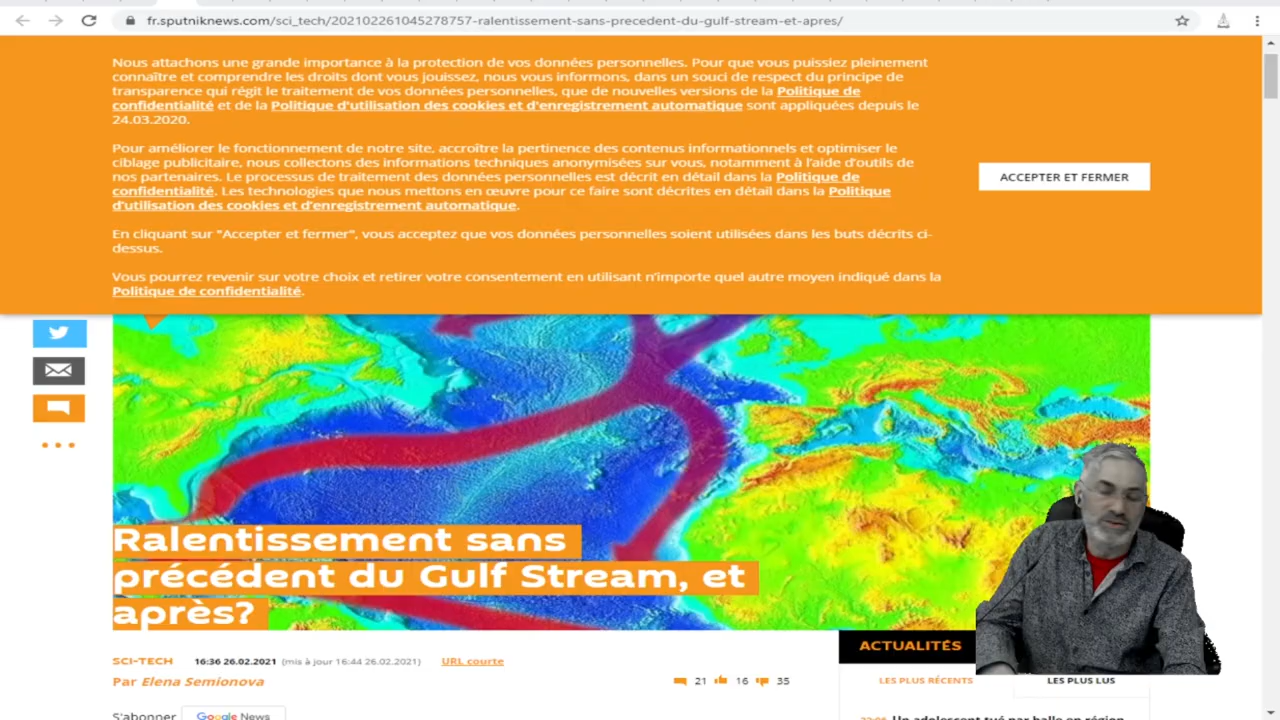 fr.sputniknews.com/sci_tech/202102261045278757-ralentissement-sans-precedent-du-gulf-stream-et-apres/
Nous attachons une grande importance à la protection de vos données personnelles. Pour que vous puissiez pleinement
connaître et comprendre les droits dont vous jouissez, nous vous informons, dans un souci de respect du principe de
transparence qui régit le traitement de vos données personnelles, que de nouvelles versions de la Politique de
confidentialité et de la Politique d'utilisation des cookies et d'enregistrement automatique sont appliquées depuis le
24.03.2020.
Pour améliorer le fonctionnement de notre site, accroître la pertinence des contenus informationnels et optimiser le
ciblage publicitaire, nous collectons des informations techniques anonymisées sur vous, notamment à l'aide d'outils de
nos partenaires. Le processus de traitement des données personnelles est décrit en détail dans la Politique de
confidentialité. Les technologies que nous mettons en œuvre pour ce faire sont décrites en détail dans la Politique
d'utilisation des cookies et d'enregistrement automatique.
En cliquant sur "Accepter et fermer", vous acceptez que vos données personnelles soient utilisées dans les buts décrits ci-
dessus.
Vous pourrez revenir sur votre choix et retirer votre consentement en utilisant n'importe quel autre moyen indiqué dans la
Politique de confidentialité.
ACCEPTER ET FERMER
Ralentissement sans
précédent du Gulf Stream, et
après?
SCI-TECH 16:36 26.02.2021 (mis à jour 16:44 26.02.2021) URL courte
Par Elena Semionova
21 16 35
S'abonner Google News
ACTUALITÉS
LES PLUS RÉCENTS LES PLUS LUS
Un adolescent tué par balle en région